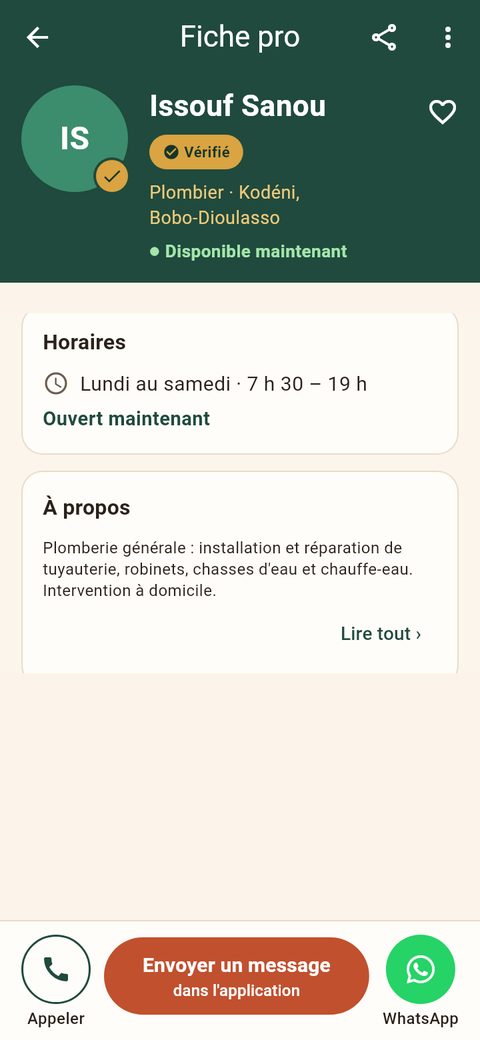 Fiche pro
IS
Issouf Sanou
Vérifié
Plombier · Kodéni,
Bobo-Dioulasso
Disponible maintenant
Horaires
Lundi au samedi · 7 h 30 – 19 h
Ouvert maintenant
À propos
Plomberie générale : installation et réparation de
tuyauterie, robinets, chasses d'eau et chauffe-eau.
Intervention à domicile.
Lire tout ›
Envoyer un message
dans l'application
Appeler
WhatsApp